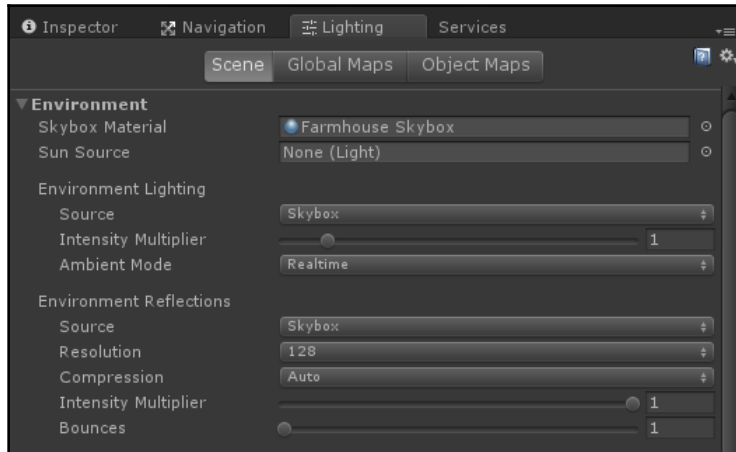 Inspector Navigation Lighting Services
Scene Global Maps Object Maps
Environment
Skybox Material Farmhouse Skybox
Sun Source None (Light)
Environment Lighting
Source Skybox
Intensity Multiplier 1
Ambient Mode Realtime
Environment Reflections
Source Skybox
Resolution 128
Compression Auto
Intensity Multiplier 1
Bounces 1